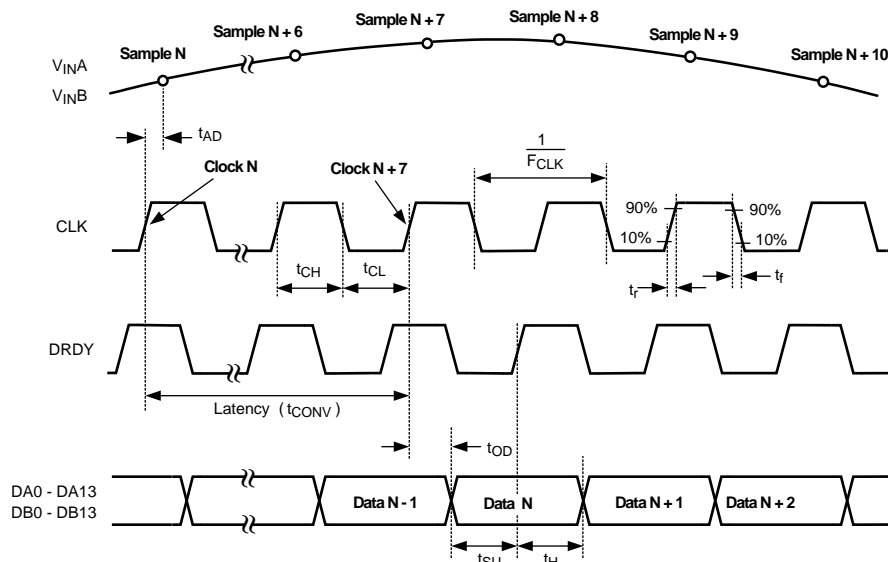 Sample N
Sample N + 6
Sample N + 7
Sample N + 8
Sample N + 9
Sample N + 10
VINA
VINB
tAD
Clock N
Clock N + 7
1
FCLK
CLK
90%
90%
10%
10%
tCH
tCL
tr
tf
DRDY
Latency ( tCONV )
tOD
DA0 - DA13
DB0 - DB13
Data N - 1
Data N
Data N + 1
Data N + 2
tSU
tH